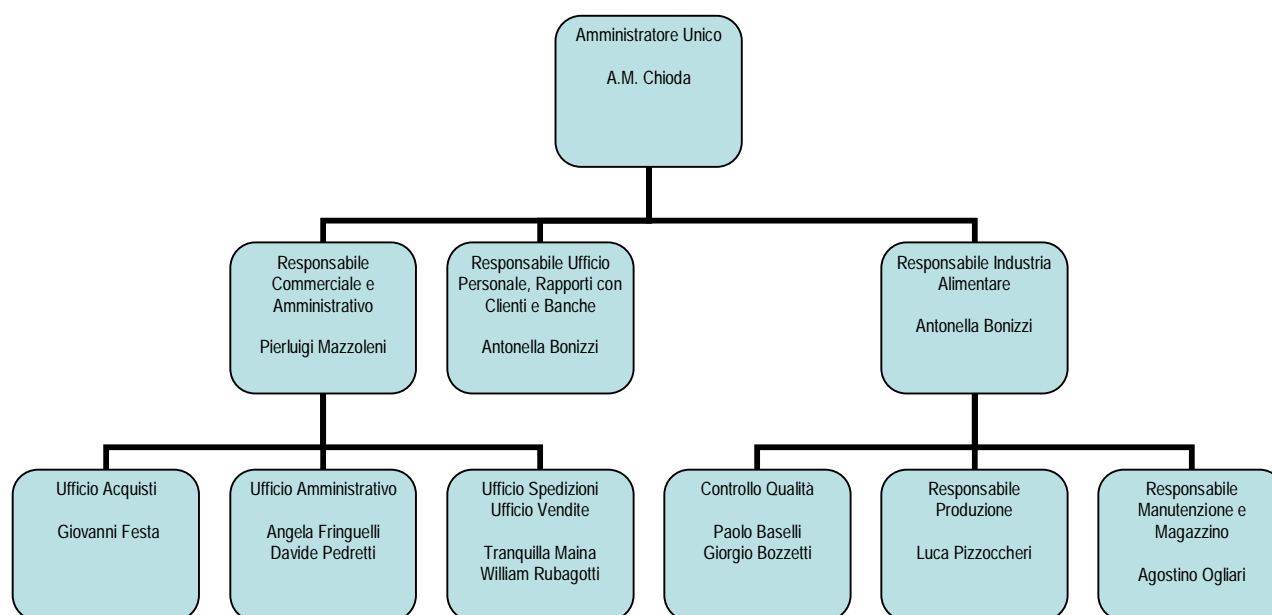 Amministratore Unico
A.M. Chioda
Responsabile
Commerciale e
Amministrativo
Pierluigi Mazzoleni
Responsabile Ufficio
Personale, Rapporti con
Clienti e Banche
Antonella Bonizzi
Responsabile Industria
Alimentare
Antonella Bonizzi
Ufficio Acquisti
Giovanni Festa
Ufficio Amministrativo
Angela Fringuelli
Davide Pedretti
Ufficio Spedizioni
Ufficio Vendite
Tranquilla Maina
William Rubagotti
Controllo Qualità
Paolo Baselli
Giorgio Bozzetti
Responsabile
Produzione
Luca Pizzoccheri
Responsabile
Manutenzione e
Magazzino
Agostino Ogliari